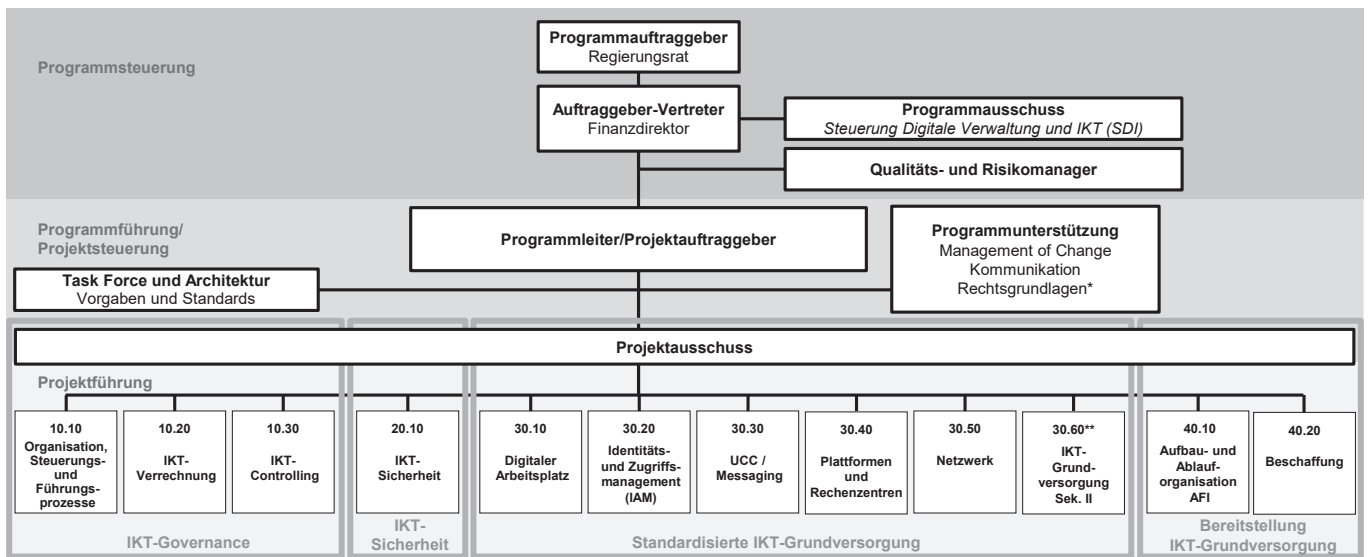 Programmsteuerung
Programmauftraggeber
Regierungsrat
Auftraggeber-Vertreter
Finanzdirektor
Programmausschuss
Steuerung Digitale Verwaltung und IKT (SDI)
Qualitäts- und Risikomanager
Programmführung/
Projektsteuerung
Programmleiter/Projektauftraggeber
Programmunterstützung
Management of Change
Kommunikation
Rechtsgrundlagen*
Task Force und Architektur
Vorgaben und Standards
Projektausschuss
Projektführung
10.10
Organisation,
Steuerungs-
und
Führungs-
prozesse
10.20
IKT-
Verrechnung
10.30
IKT-
Controlling
20.10
IKT-
Sicherheit
30.10
Digitaler
Arbeitsplatz
30.20
Identitäts-
und Zugriffs-
management
(IAM)
30.30
UCC /
Messaging
30.40
Plattformen
und
Rechenzentren
30.50
Netzwerk
30.60**
IKT-
Grund-
versorgung
Sek. II
40.10
Aufbau- und
Ablauf-
organisation
AFI
40.20
Beschaffung
IKT-Governance
IKT-
Sicherheit
Standardisierte IKT-Grundversorgung
Bereitstellung
IKT-Grundversorgung